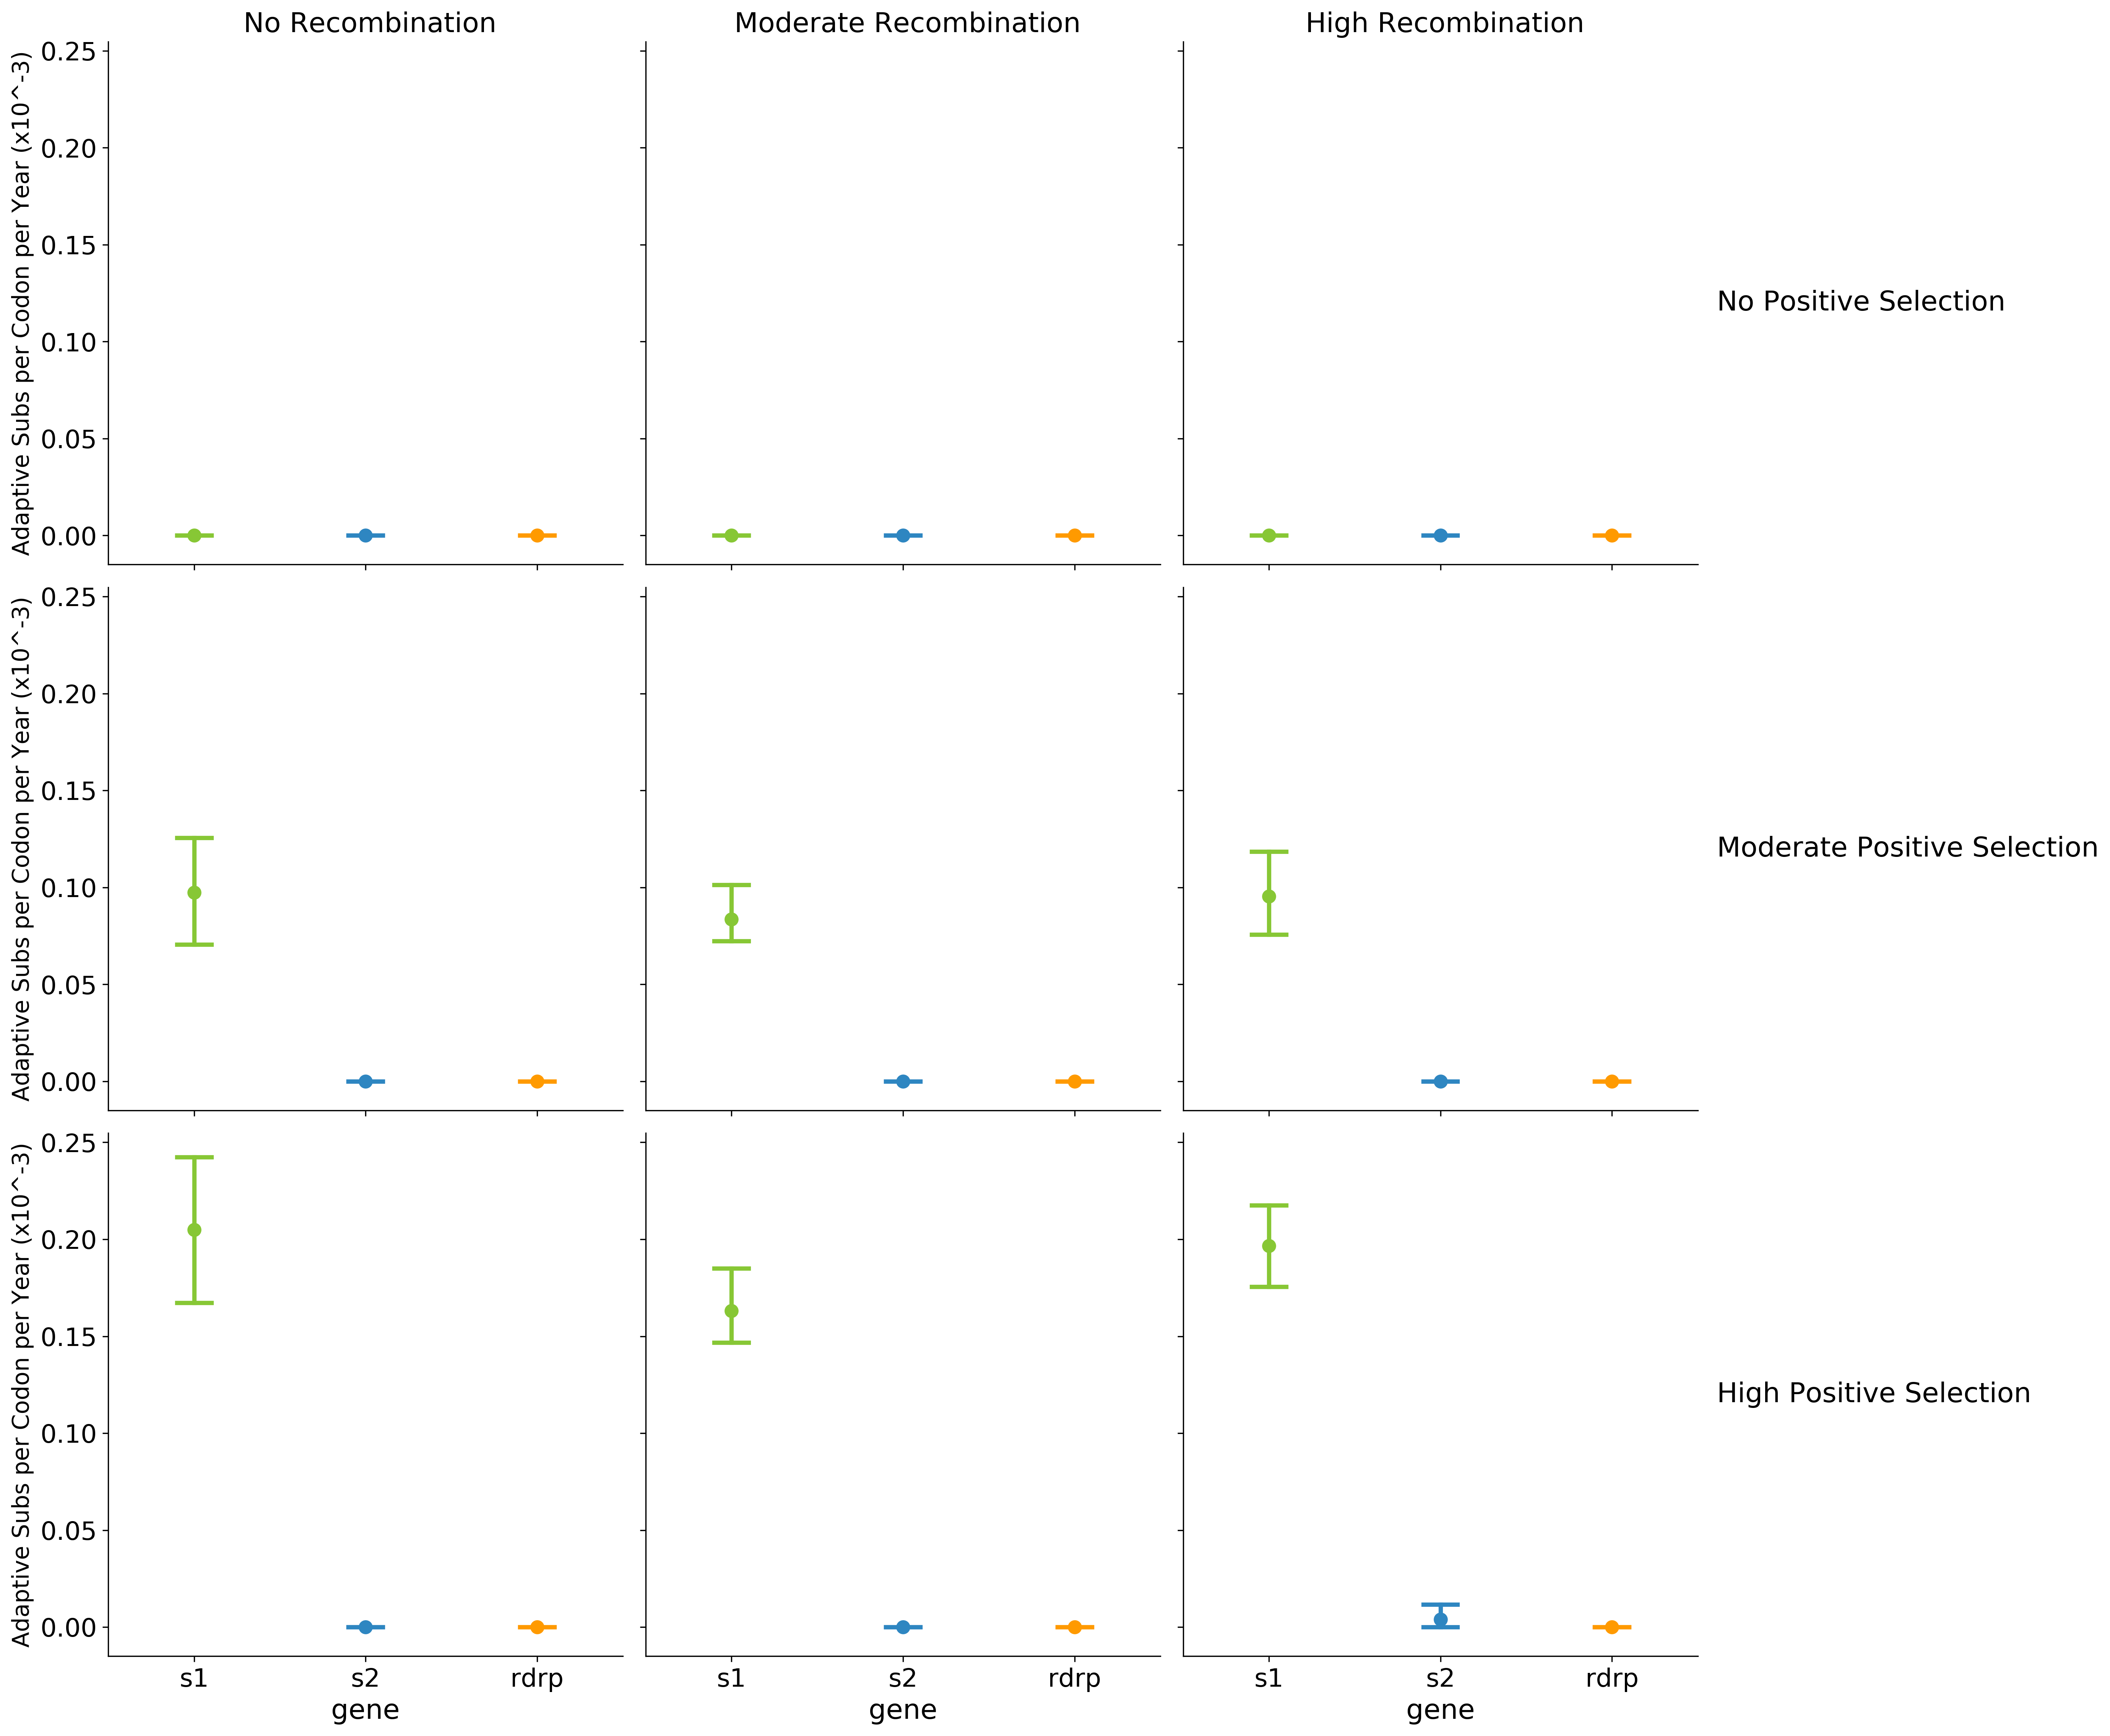 No Recombination
Moderate Recombination
High Recombination
Adaptive Subs per Codon per Year (x10^-3)
0.25
0.20
0.15
0.10
0.05
0.00
No Positive Selection
Adaptive Subs per Codon per Year (x10^-3)
0.25
0.20
0.15
0.10
0.05
0.00
Moderate Positive Selection
Adaptive Subs per Codon per Year (x10^-3)
0.25
0.20
0.15
0.10
0.05
0.00
High Positive Selection
s1 s2 rdrp
gene
s1 s2 rdrp
gene
s1 s2 rdrp
gene